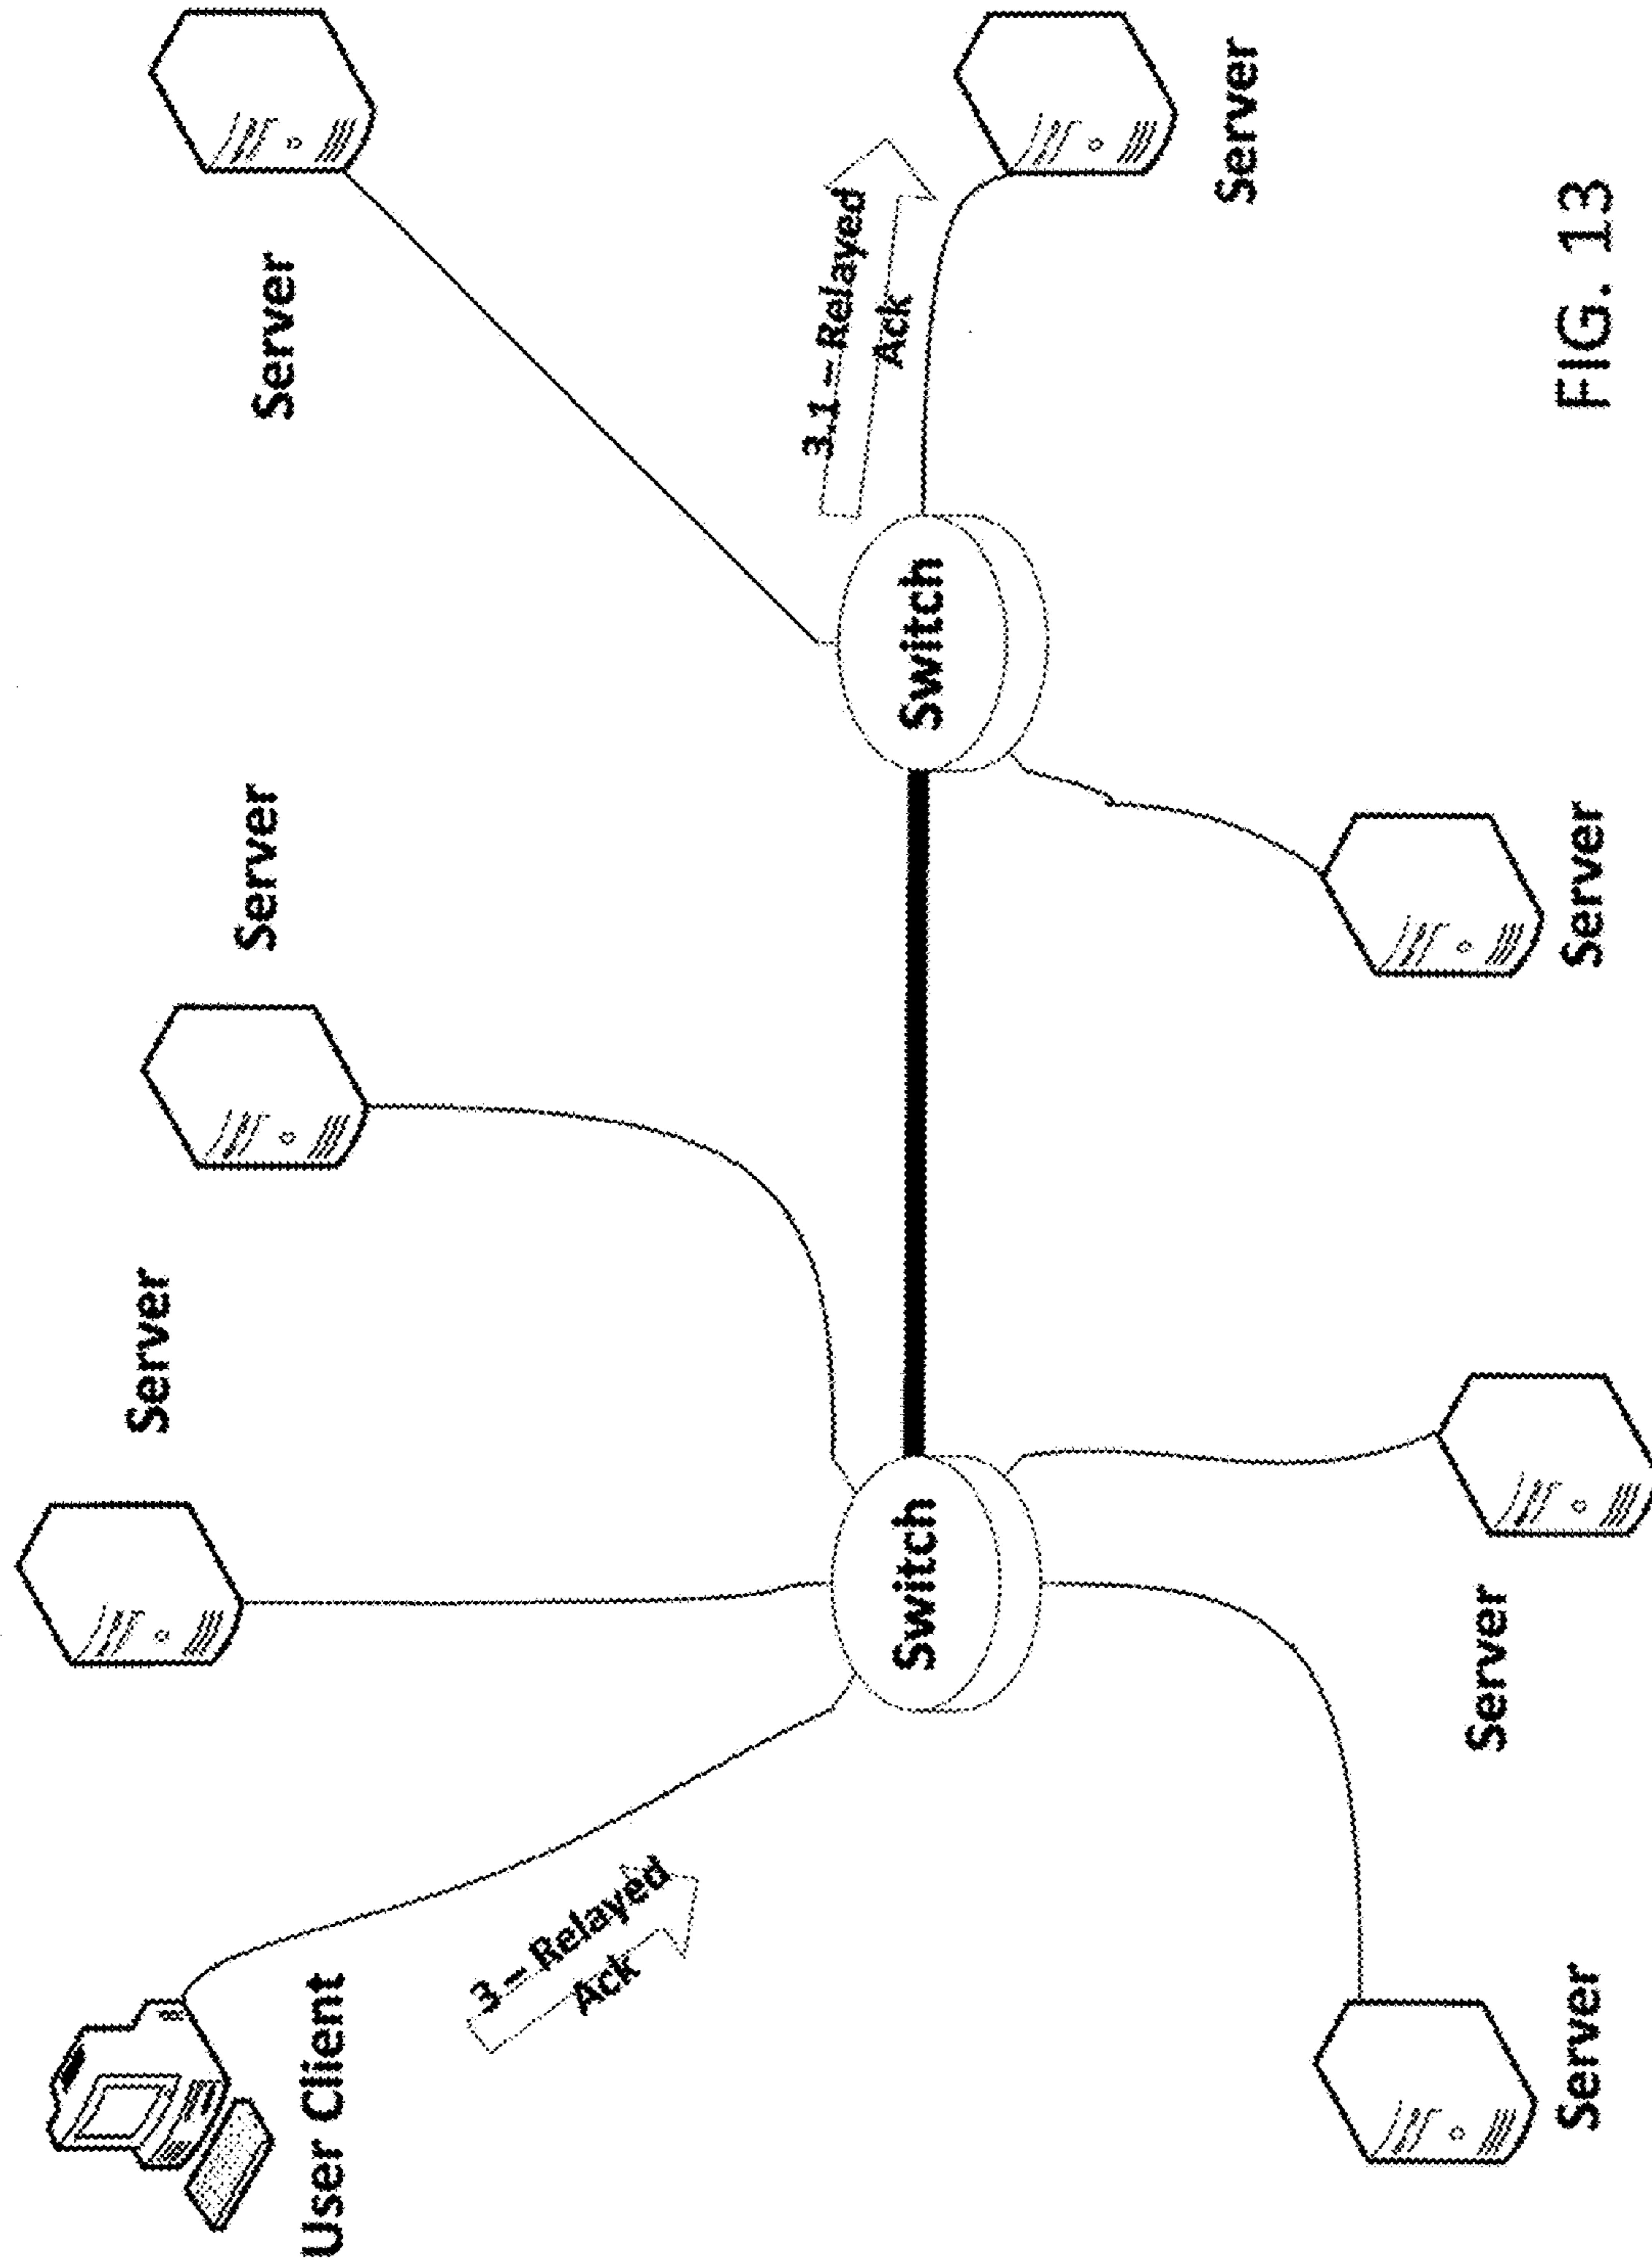 Server
Server
Server
User Client
3 – Relayed
Ack
3.1 – Relayed
Ack
Switch
Switch
Server
Server
Server
Server
FIG. 13